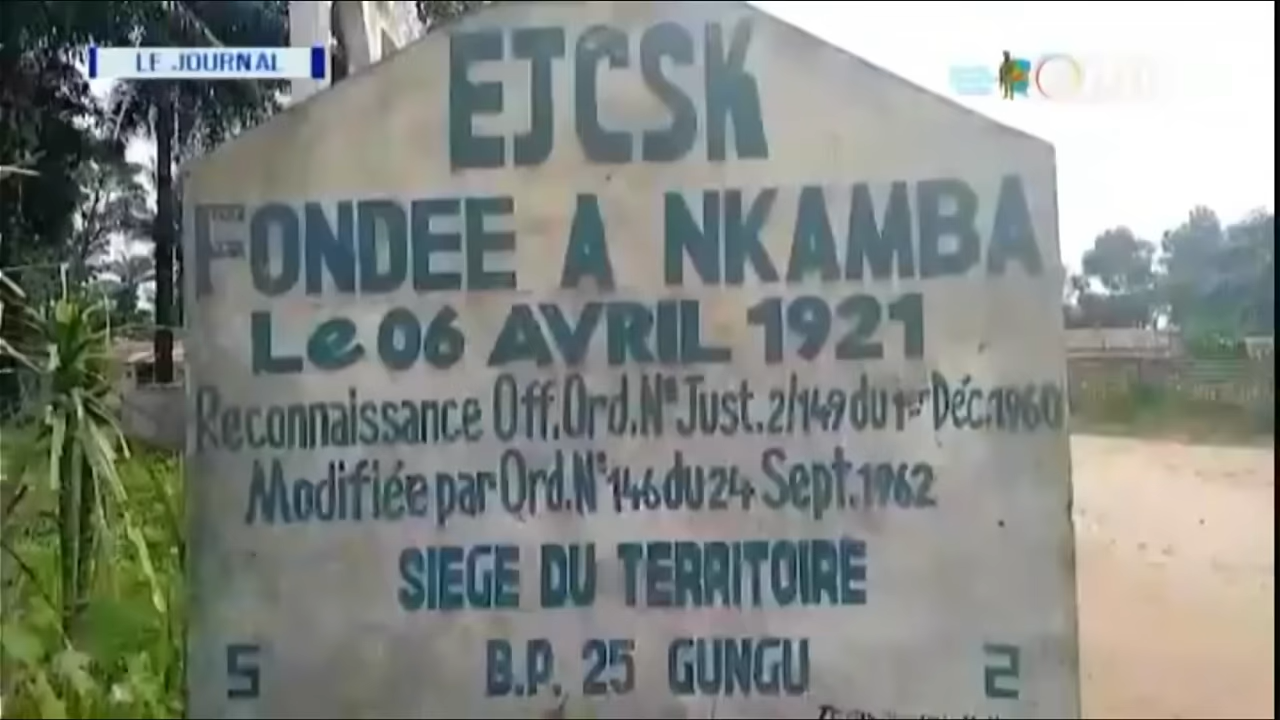 LE JOURNAL
EJCSK
FONDEE A NKAMBA
Le 06 AVRIL 1921
Reconnaissance Off.Ord.N° Just.2/149 du 1er Déc.1960
Modifiée par Ord.N° 146 du 24 Sept.1962
SIEGE DU TERRITOIRE
5 B.P. 25 GUNGU 2